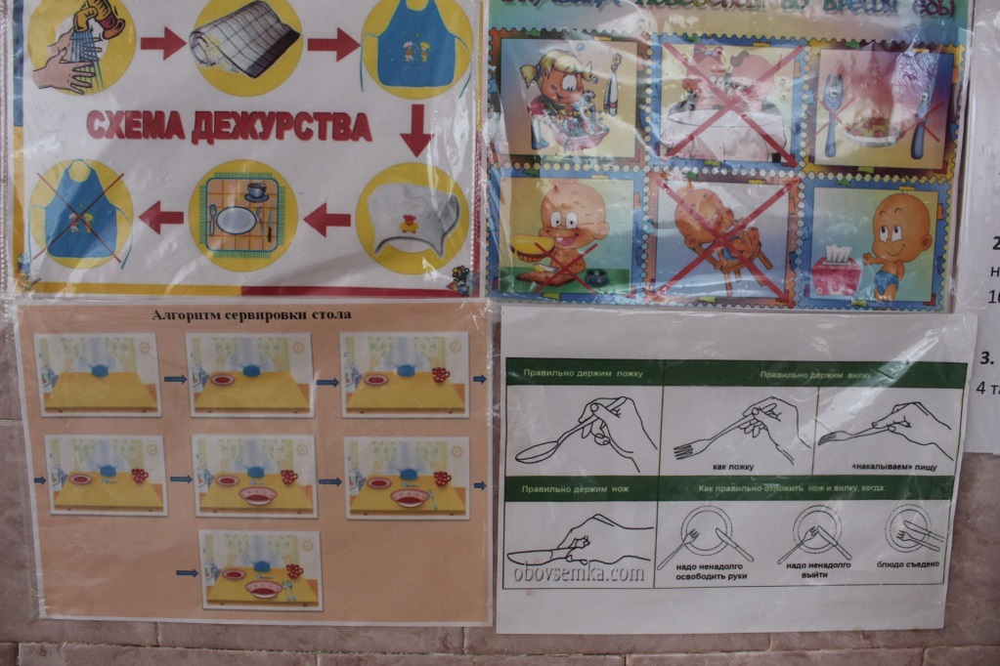 СХЕМА ДЕЖУРСТВА
во время еды
Алгоритм сервировки стола
Правильно держим ложку
Правильно держим вилку
как ложку
«накалываем» пищу
Правильно держим нож
Как правильно отложить нож и вилку, когда:
надо ненадолго
освободить руки
надо ненадолго
выйти
блюдо съедено
obovsemka.com
2
н
10
3.
4 та